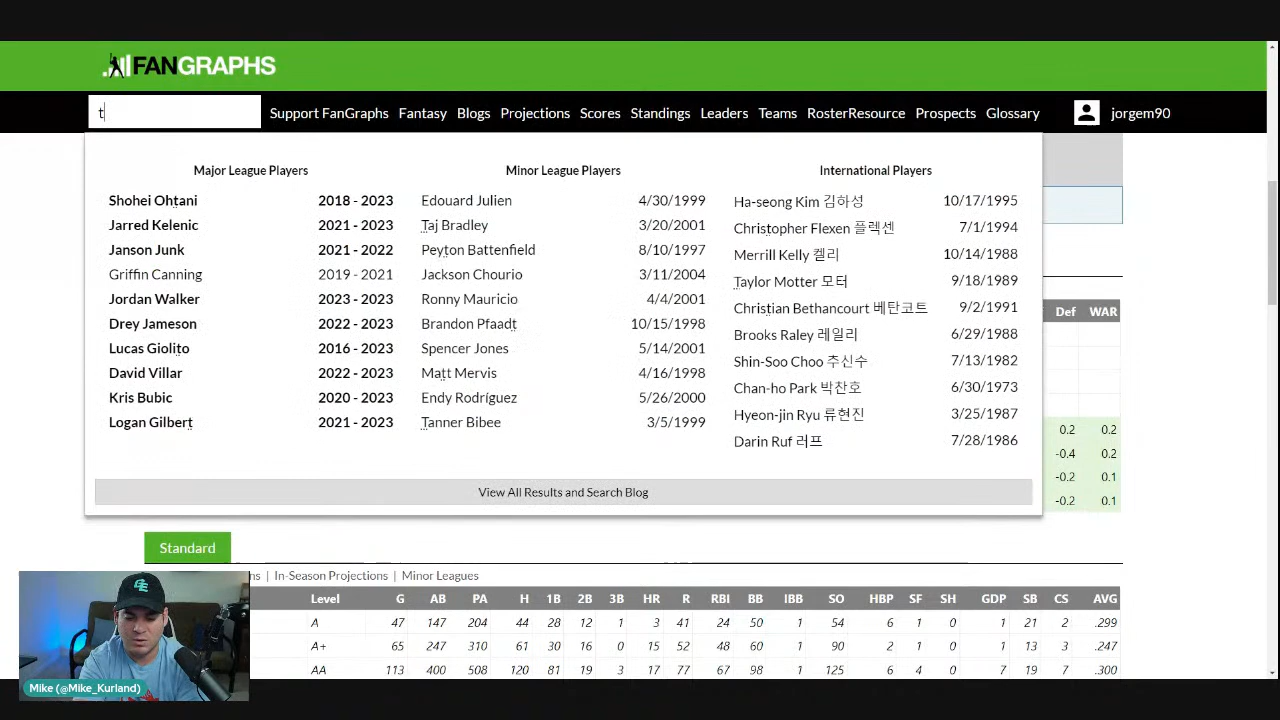 FANGRAPHS
t Support FanGraphs Fantasy Blogs Projections Scores Standings Leaders Teams RosterResource Prospects Glossary jorgem90
Major League Players Minor League Players International Players
Shohei Ohtani 2018 - 2023 Edouard Julien 4/30/1999 Ha-seong Kim 김하성 10/17/1995
Jarred Kelenic 2021 - 2023 Taj Bradley 3/20/2001 Christopher Flexen 플렉센 7/1/1994
Janson Junk 2021 - 2022 Peyton Battenfield 8/10/1997 Merrill Kelly 켈리 10/14/1988
Griffin Canning 2019 - 2021 Jackson Chourio 3/11/2004 Taylor Motter 모터 9/18/1989
Jordan Walker 2023 - 2023 Ronny Mauricio 4/4/2001 Christian Bethancourt 베탄코트 9/2/1991
Drey Jameson 2022 - 2023 Brandon Pfaadt 10/15/1998 Brooks Raley 레일리 6/29/1988
Lucas Giolito 2016 - 2023 Spencer Jones 5/14/2001 Shin-Soo Choo 추신수 7/13/1982
David Villar 2022 - 2023 Matt Mervis 4/16/1998 Chan-ho Park 박찬호 6/30/1973
Kris Bubic 2020 - 2023 Endy Rodríguez 5/26/2000 Hyeon-jin Ryu 류현진 3/25/1987
Logan Gilbert 2021 - 2023 Tanner Bibee 3/5/1999 Darin Ruf 러프 7/28/1986
View All Results and Search Blog
Def WAR
0.2 0.2
-0.4 0.2
-0.2 0.1
-0.2 0.1
Standard
ns | In-Season Projections | Minor Leagues
Level G AB PA H 1B 2B 3B HR R RBI BB IBB SO HBP SF SH GDP SB CS AVG
A 47 147 204 44 28 12 1 3 41 24 50 1 54 6 1 0 1 21 2 .299
A+ 65 247 310 61 30 16 0 15 52 48 60 1 90 2 1 0 1 13 3 .247
AA 113 400 508 120 81 19 3 17 77 67 98 1 125 6 4 0 7 19 7 .300
Mike (@Mike_Kurland)